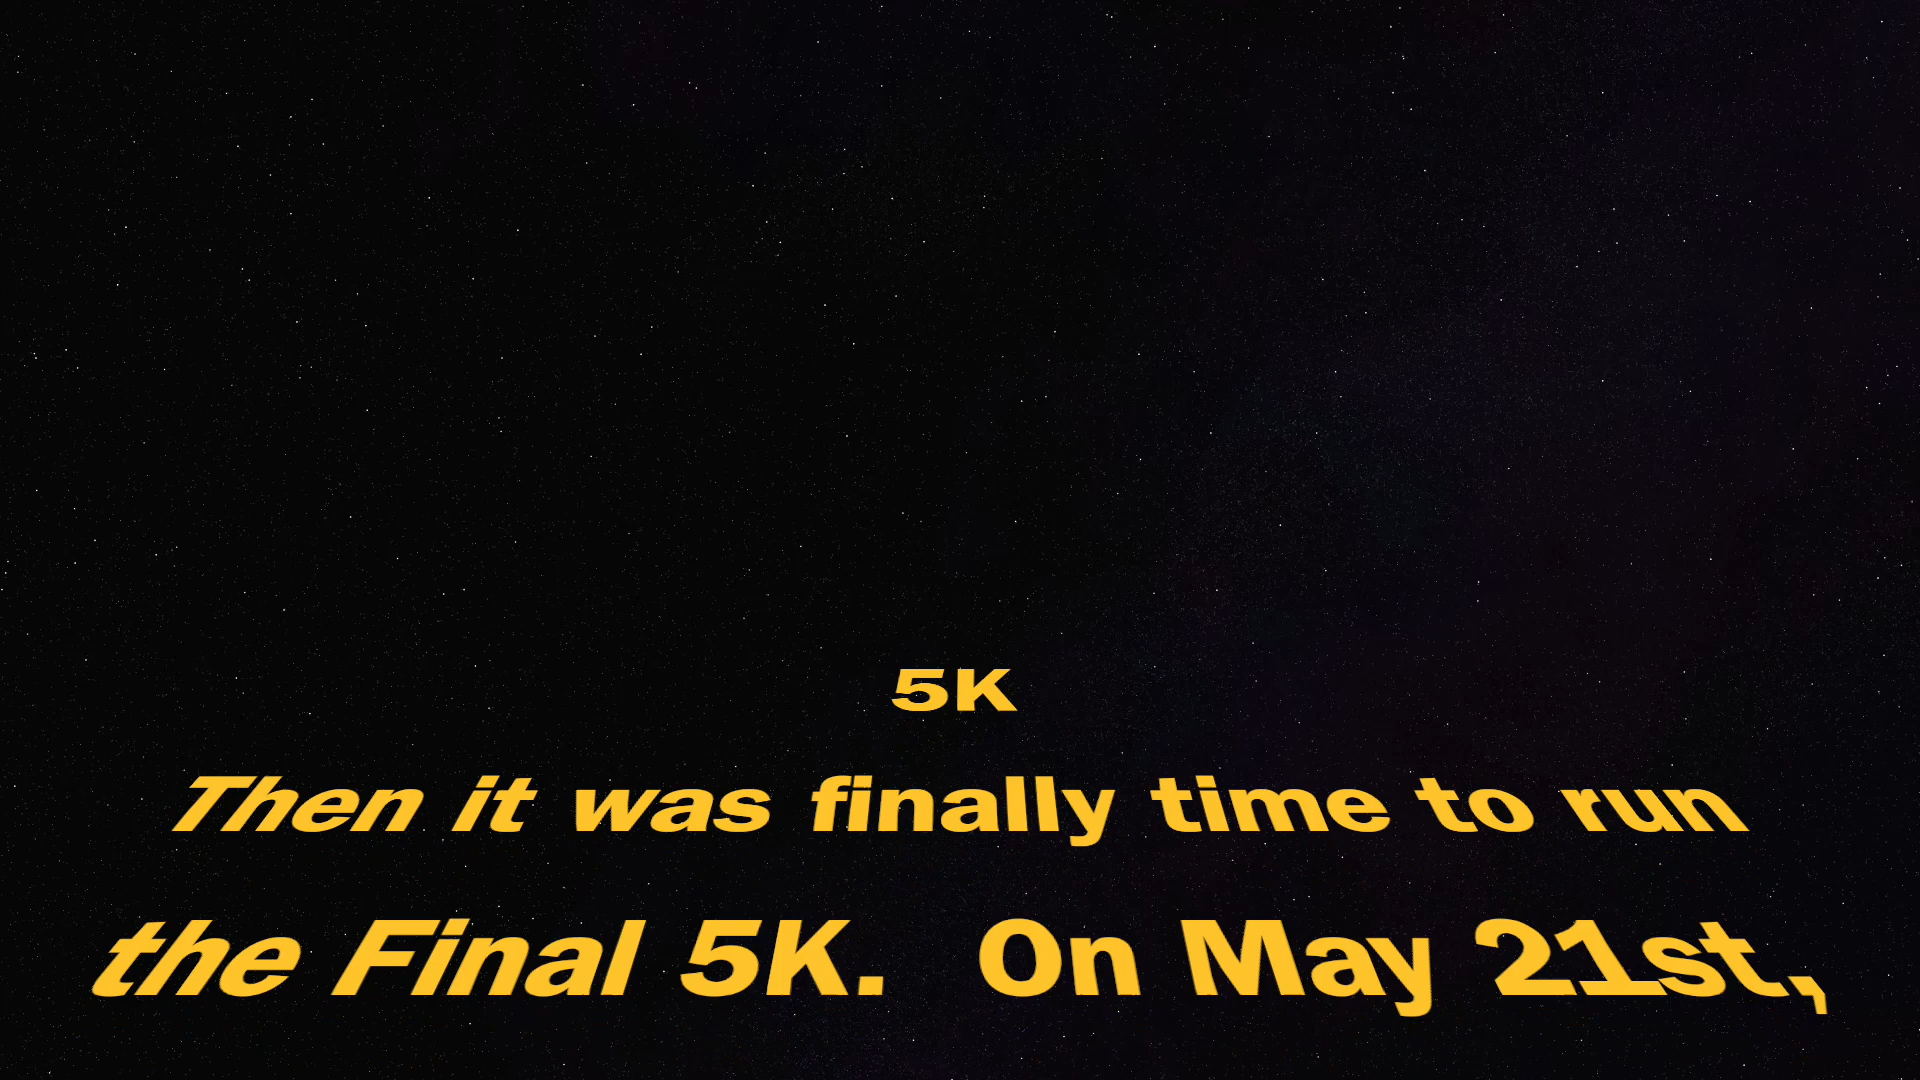 5K
Then it was finally time to run
the Final 5K.  On May 21st,